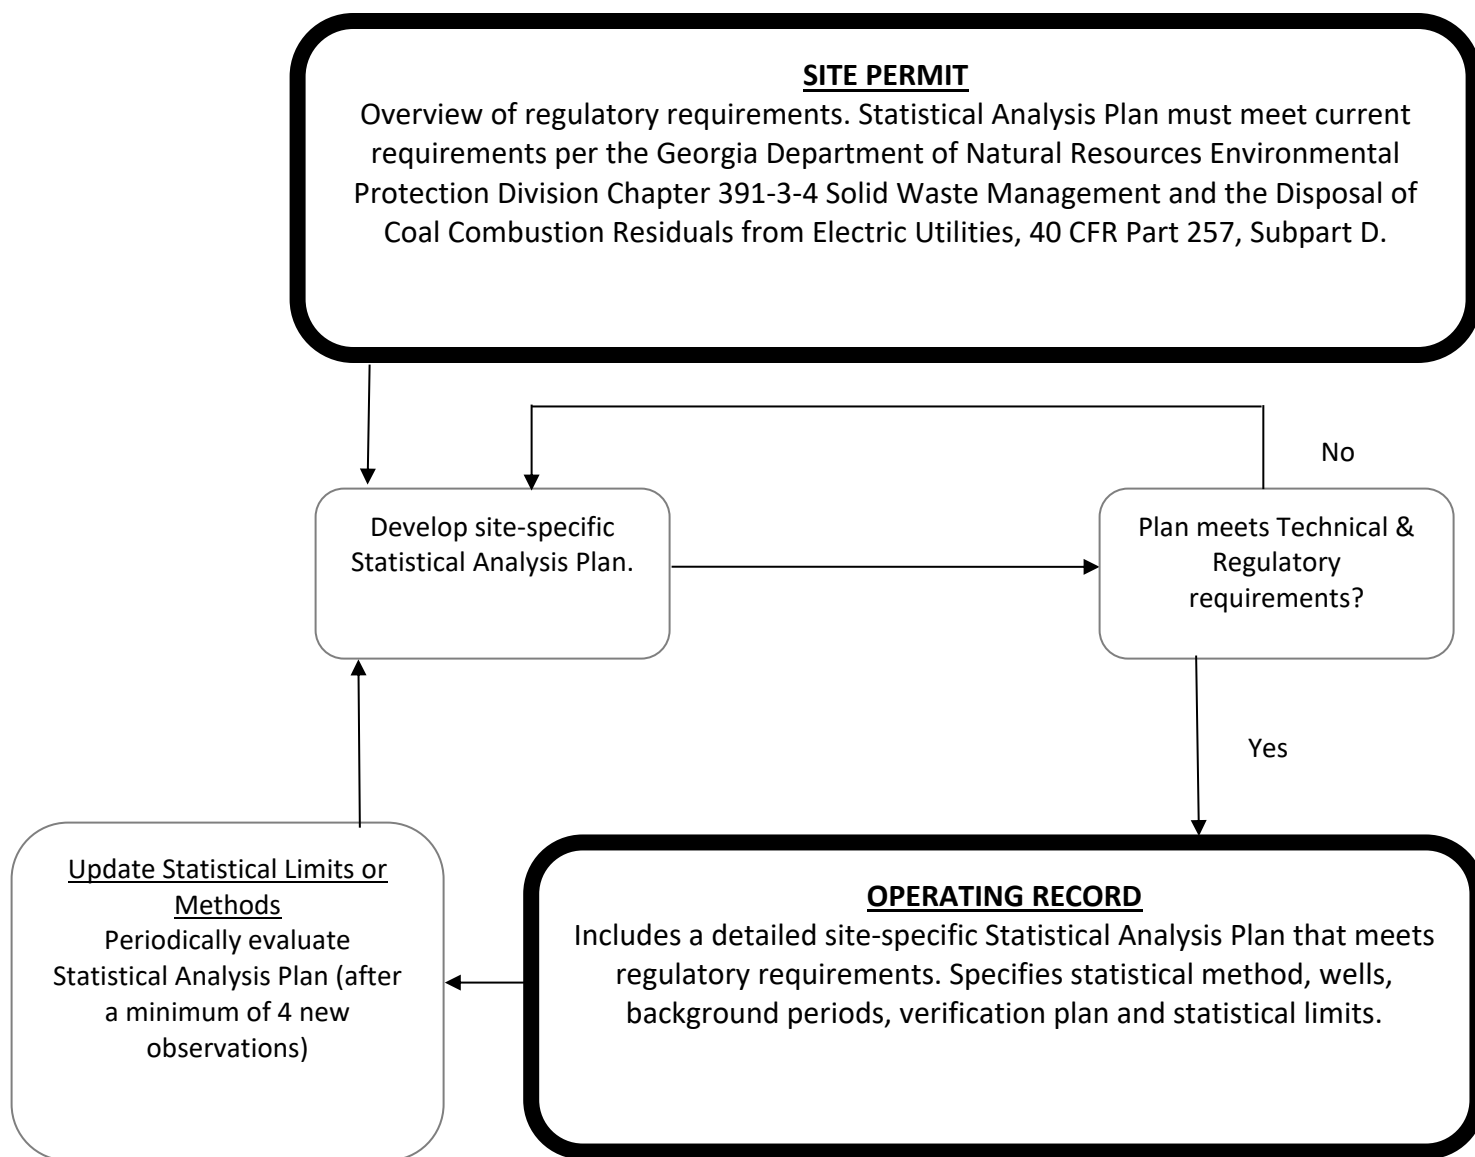 SITE PERMIT
Overview of regulatory requirements. Statistical Analysis Plan must meet current
requirements per the Georgia Department of Natural Resources Environmental
Protection Division Chapter 391-3-4 Solid Waste Management and the Disposal of
Coal Combustion Residuals from Electric Utilities, 40 CFR Part 257, Subpart D.
No
Develop site-specific
Statistical Analysis Plan.
Plan meets Technical &
Regulatory
requirements?
Yes
Update Statistical Limits or
Methods
Periodically evaluate
Statistical Analysis Plan (after
a minimum of 4 new
observations)
OPERATING RECORD
Includes a detailed site-specific Statistical Analysis Plan that meets
regulatory requirements. Specifies statistical method, wells,
background periods, verification plan and statistical limits.